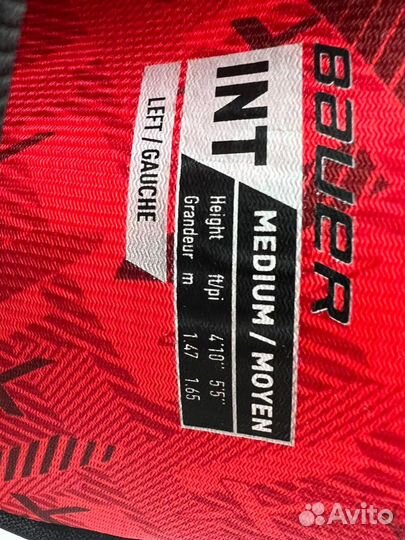 BAUER
INT
MEDIUM / MOYEN
LEFT / GAUCHE
Height ft/pi 4'10" 5'5"
Grandeur m 1.47 1.65
Avito